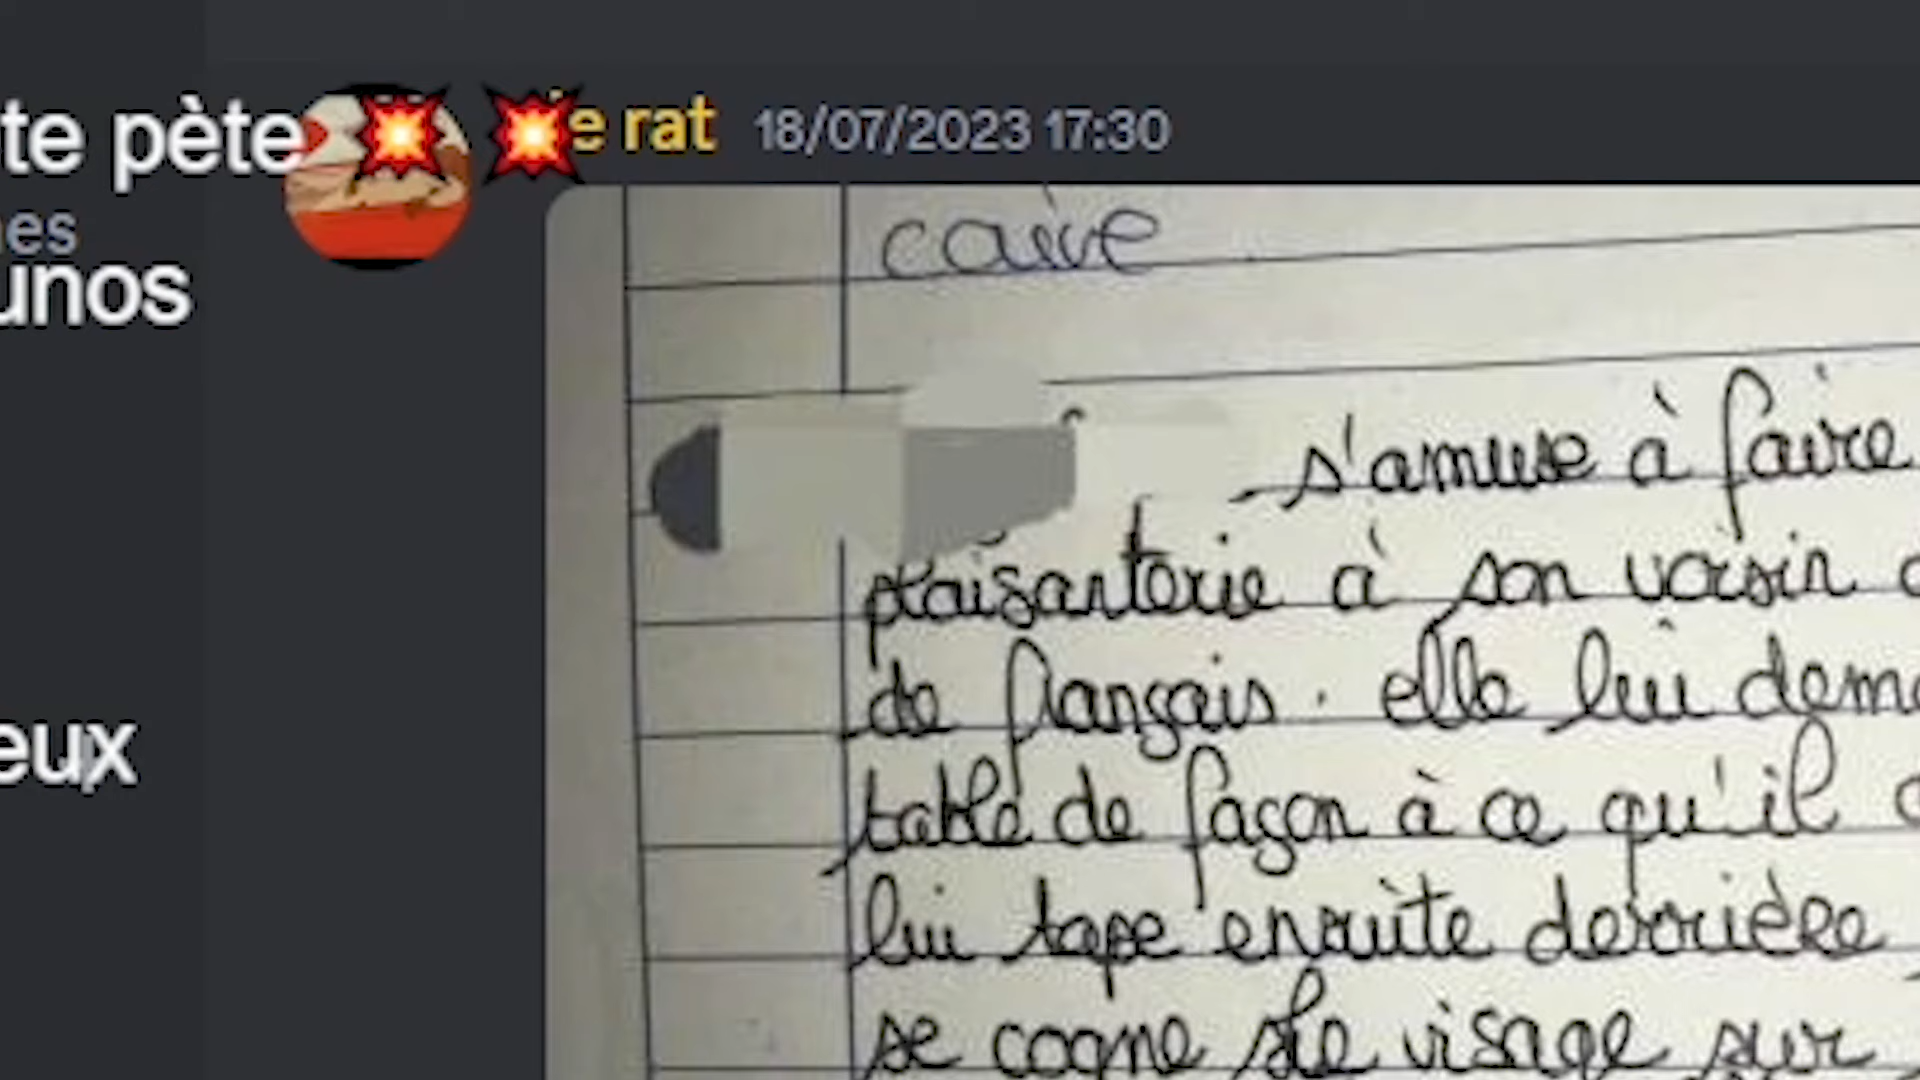 te pète 💥 💥e rat 18/07/2023 17:30
es
unos
eux
caire
s'amuse à faire
plaisanterie à son voisin
de français. elle lui dema
table de façon à ce qu'il
lui tape ensuite derrière
se cogne le visage sur